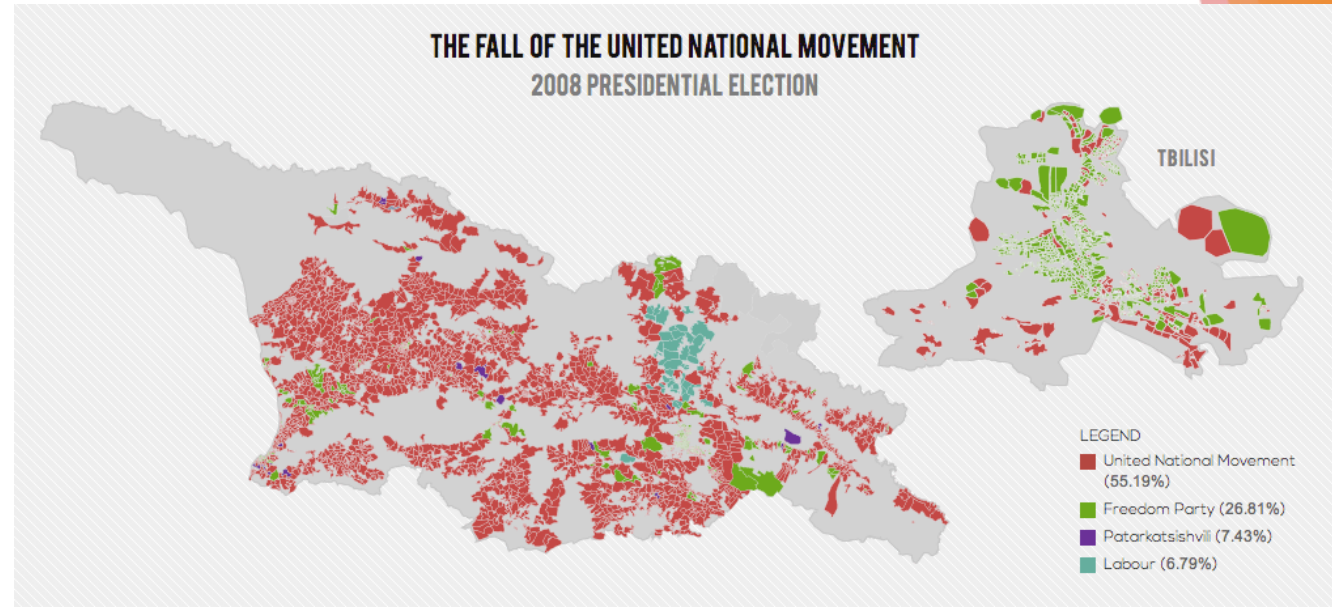 THE FALL OF THE UNITED NATIONAL MOVEMENT
2008 PRESIDENTIAL ELECTION
TBILISI
LEGEND
United National Movement
(55.19%)
Freedom Party (26.81%)
Patarkatsishvili (7.43%)
Labour (6.79%)